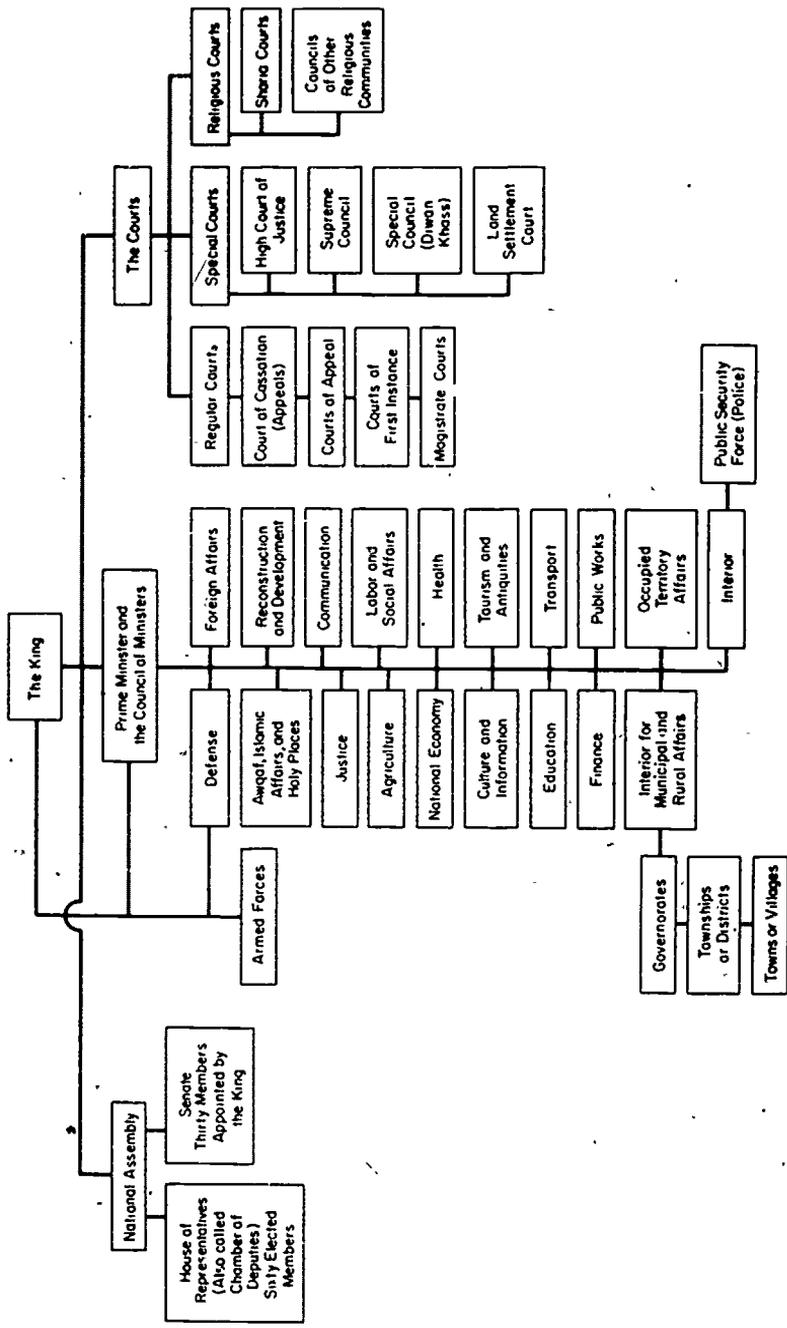 The King
Prime Minister and
the Council of Ministers
National Assembly
House of
Representatives
(Also called
Chamber of
Deputies)
Sixty Elected
Members
Senate
Thirty Members
Appointed by
the King
Armed Forces
Defense
Foreign Affairs
Awqaf, Islamic
Affairs, and
Holy Places
Reconstruction
and Development
Justice
Communication
Agriculture
Labor and
Social Affairs
National Economy
Health
Culture and
Information
Tourism and
Antiquities
Education
Transport
Finance
Public Works
Interior for
Municipal and
Rural Affairs
Occupied
Territory
Affairs
Governorates
Townships
or Districts
Towns or Villages
Interior
Public Security
Force (Police)
The Courts
Regular Courts
Court of Cassation
(Appeals)
Courts of Appeal
Courts of
First Instance
Magistrate Courts
Special Courts
High Court of
Justice
Supreme
Council
Special
Council
(Diwan
Khass)
Land
Settlement
Court
Religious Courts
Sharia Courts
Councils
of Other
Religious
Communities